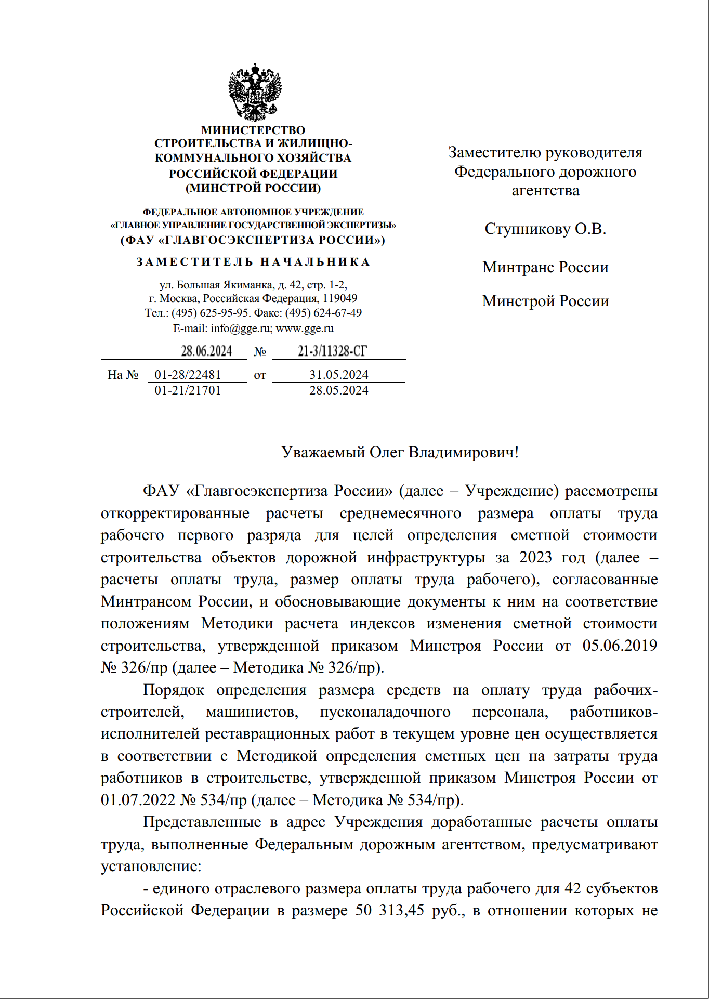 МИНИСТЕРСТВО
СТРОИТЕЛЬСТВА И ЖИЛИЩНО-
КОММУНАЛЬНОГО ХОЗЯЙСТВА
РОССИЙСКОЙ ФЕДЕРАЦИИ
(МИНСТРОЙ РОССИИ)
ФЕДЕРАЛЬНОЕ АВТОНОМНОЕ УЧРЕЖДЕНИЕ
«ГЛАВНОЕ УПРАВЛЕНИЕ ГОСУДАРСТВЕННОЙ ЭКСПЕРТИЗЫ»
(ФАУ «ГЛАВГОСЭКСПЕРТИЗА РОССИИ»)
ЗАМЕСТИТЕЛЬ НАЧАЛЬНИКА
ул. Большая Якиманка, д. 42, стр. 1-2,
г. Москва, Российская Федерация, 119049
Тел.: (495) 625-95-95. Факс: (495) 624-67-49
E-mail: info@gge.ru; www.gge.ru
28.06.2024 № 21-3/11328-СГ
На № 01-28/22481 от 31.05.2024
01-21/21701 28.05.2024
Заместителю руководителя
Федерального дорожного
агентства
Ступникову О.В.
Минтранс России
Минстрой России
Уважаемый Олег Владимирович!
ФАУ «Главгосэкспертиза России» (далее – Учреждение) рассмотрены
откорректированные расчеты среднемесячного размера оплаты труда
рабочего первого разряда для целей определения сметной стоимости
строительства объектов дорожной инфраструктуры за 2023 год (далее –
расчеты оплаты труда, размер оплаты труда рабочего), согласованные
Минтрансом России, и обосновывающие документы к ним на соответствие
положениям Методики расчета индексов изменения сметной стоимости
строительства, утвержденной приказом Минстроя России от 05.06.2019
№ 326/пр (далее – Методика № 326/пр).
Порядок определения размера средств на оплату труда рабочих-
строителей, машинистов, пусконаладочного персонала, работников-
исполнителей реставрационных работ в текущем уровне цен осуществляется
в соответствии с Методикой определения сметных цен на затраты труда
работников в строительстве, утвержденной приказом Минстроя России от
01.07.2022 № 534/пр (далее – Методика № 534/пр).
Представленные в адрес Учреждения доработанные расчеты оплаты
труда, выполненные Федеральным дорожным агентством, предусматривают
установление:
- единого отраслевого размера оплаты труда рабочего для 42 субъектов
Российской Федерации в размере 50 313,45 руб., в отношении которых не